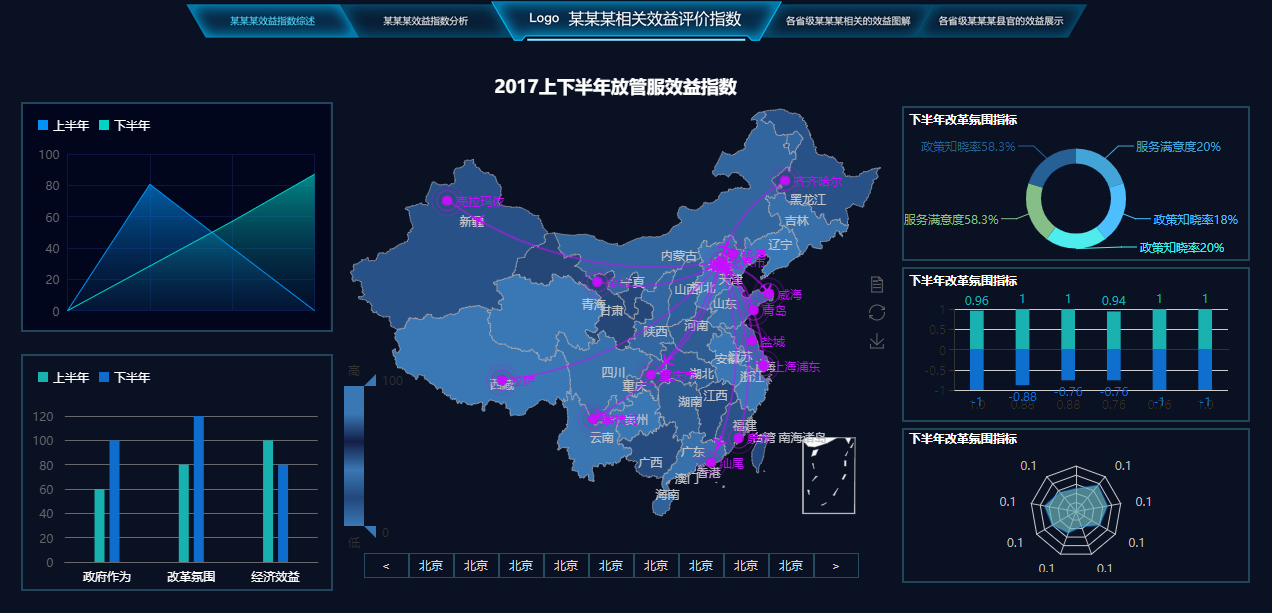 某某某效益指数综述
某某某效益指数分析
Logo 某某某相关效益评价指数
各省级某某某相关的效益图解
各省级某某某县官的效益展示
2017上下半年放管服效益指数
上半年 下半年
100
80
60
40
20
0
上半年 下半年
120
100
80
60
40
20
0
政府作为 改革氛围 经济效益
齐齐哈尔
黑龙江
克拉玛依
新疆
吉林
辽宁
内蒙古
宁夏
天津
山西
河北
威海
青海
甘肃
山东
青岛
陕西
河南
盐城
安徽
江苏
上海浦东
四川
湖北
浙江
西藏
重庆
湖南
江西
贵州
云南
福建
台湾
南海诸岛
广东
广西
汕尾
香港
澳门
海南
高
100
0
低
< 北京 北京 北京 北京 北京 北京 北京 北京 北京 >
下半年改革氛围指标
政策知晓率58.3%
服务满意度20%
服务满意度58.3%
政策知晓率18%
政策知晓率20%
下半年改革氛围指标
0.96 1 1 0.94 1 1
1
0.5
0
-0.5
-1
-1 -0.88 -0.76 -0.76 -1 -1
1.0 0.88 0.88 0.76 0.76 1.0
下半年改革氛围指标
0.1 0.1
0.1 0.1
0.1 0.1
0.1 0.1